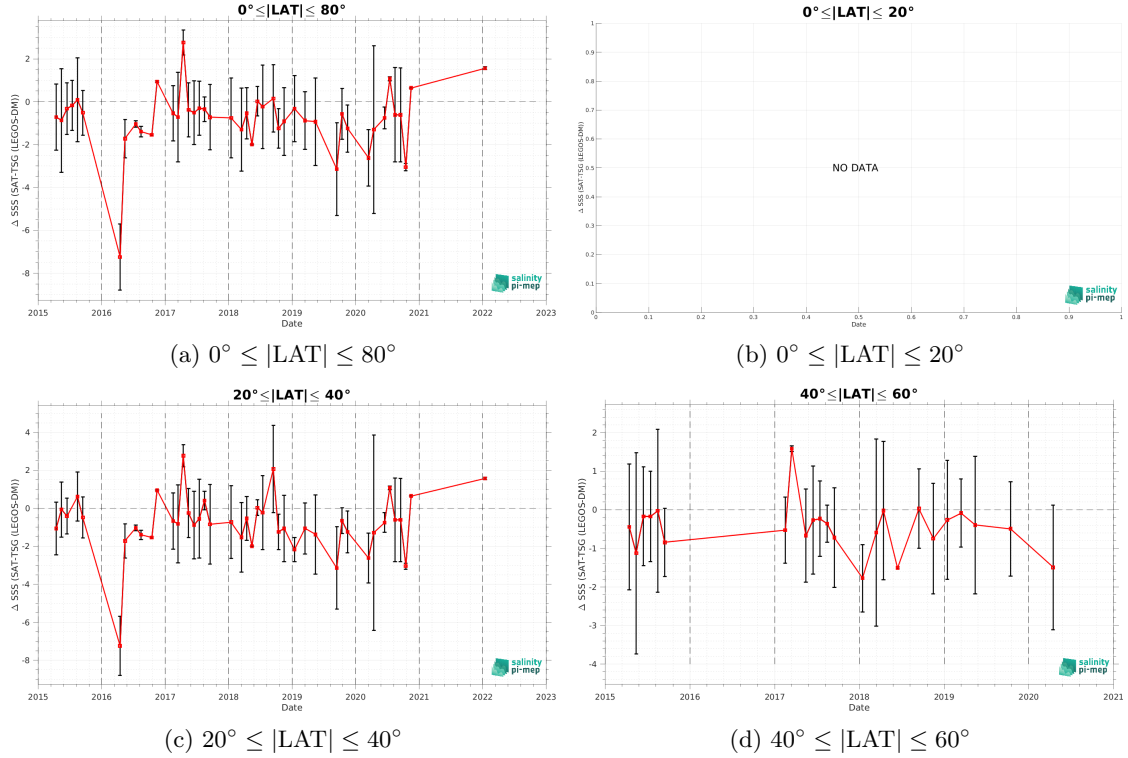 0°≤|LAT|≤ 80°
Δ SSS (SAT-TSG (LEGOS-DM))
2
0
-2
-4
-6
-8
2015 2016 2017 2018 2019 2020 2021 2022 2023
Date
salinity
pi-mep
(a) 0° ≤ |LAT| ≤ 80°
0°≤|LAT|≤ 20°
Δ SSS (SAT-TSG (LEGOS-DM))
1
0.9
0.8
0.7
0.6
0.5
0.4
0.3
0.2
0.1
0
NO DATA
0 0.1 0.2 0.3 0.4 0.5 0.6 0.7 0.8 0.9 1
Date
salinity
pi-mep
(b) 0° ≤ |LAT| ≤ 20°
20°≤|LAT|≤ 40°
Δ SSS (SAT-TSG (LEGOS-DM))
4
2
0
-2
-4
-6
-8
2015 2016 2017 2018 2019 2020 2021 2022 2023
Date
salinity
pi-mep
(c) 20° ≤ |LAT| ≤ 40°
40°≤|LAT|≤ 60°
Δ SSS (SAT-TSG (LEGOS-DM))
2
1
0
-1
-2
-3
-4
2015 2016 2017 2018 2019 2020 2021
Date
salinity
pi-mep
(d) 40° ≤ |LAT| ≤ 60°